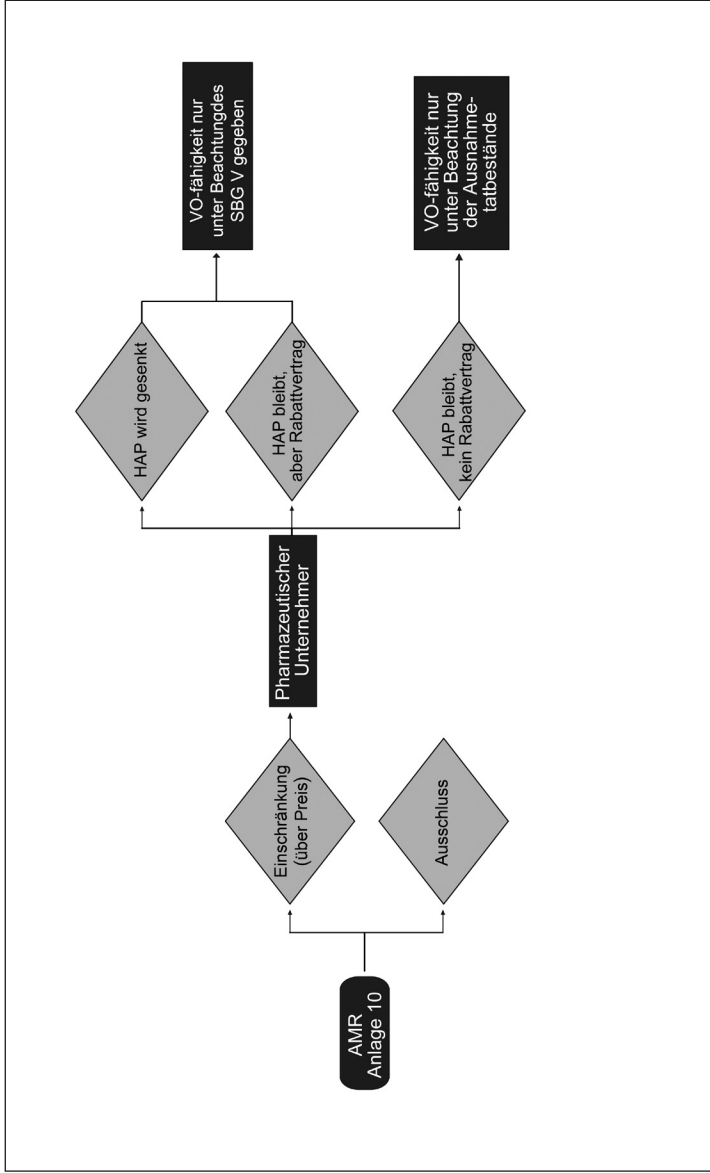 AMR
Anlage 10
Einschränkung
(über Preis)
Ausschluss
Pharmazeutischer
Unternehmer
HAP wird gesenkt
HAP bleibt,
aber Rabattvertrag
HAP bleibt,
kein Rabattvertrag
VO-fähigkeit nur
unter Beachtungdes
SBG V gegeben
VO-fähigkeit nur
unter Beachtung
der Ausnahme-
tatbestände